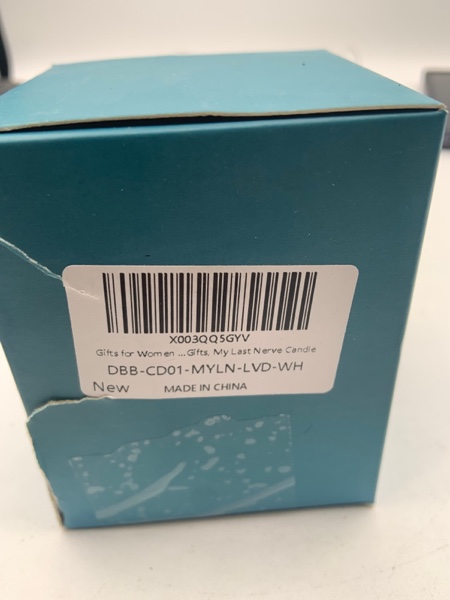 X003QQ5GYV
Gifts for Women ...Gifts, My Last Nerve Candle
DBB-CD01-MYLN-LVD-WH
New MADE IN CHINA